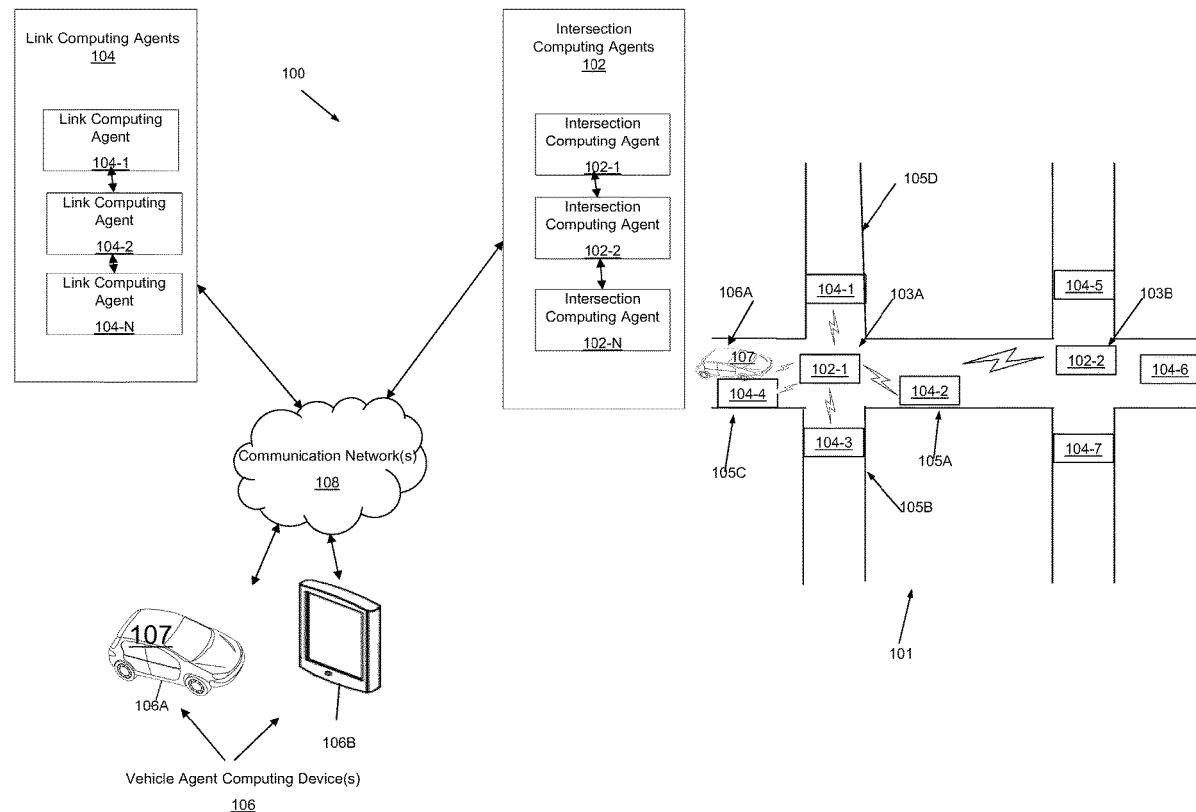 Link Computing Agents
104
Link Computing
Agent
104-1
Link Computing
Agent
104-2
Link Computing
Agent
104-N
100
Intersection
Computing Agents
102
Intersection
Computing Agent
102-1
Intersection
Computing Agent
102-2
Intersection
Computing Agent
102-N
Communication Network(s)
108
107
106A
106B
Vehicle Agent Computing Device(s)
106
105D
106A
104-1
103A
104-5
103B
107
102-1
102-2
104-6
104-4
104-2
105C
104-3
105A
104-7
105B
101